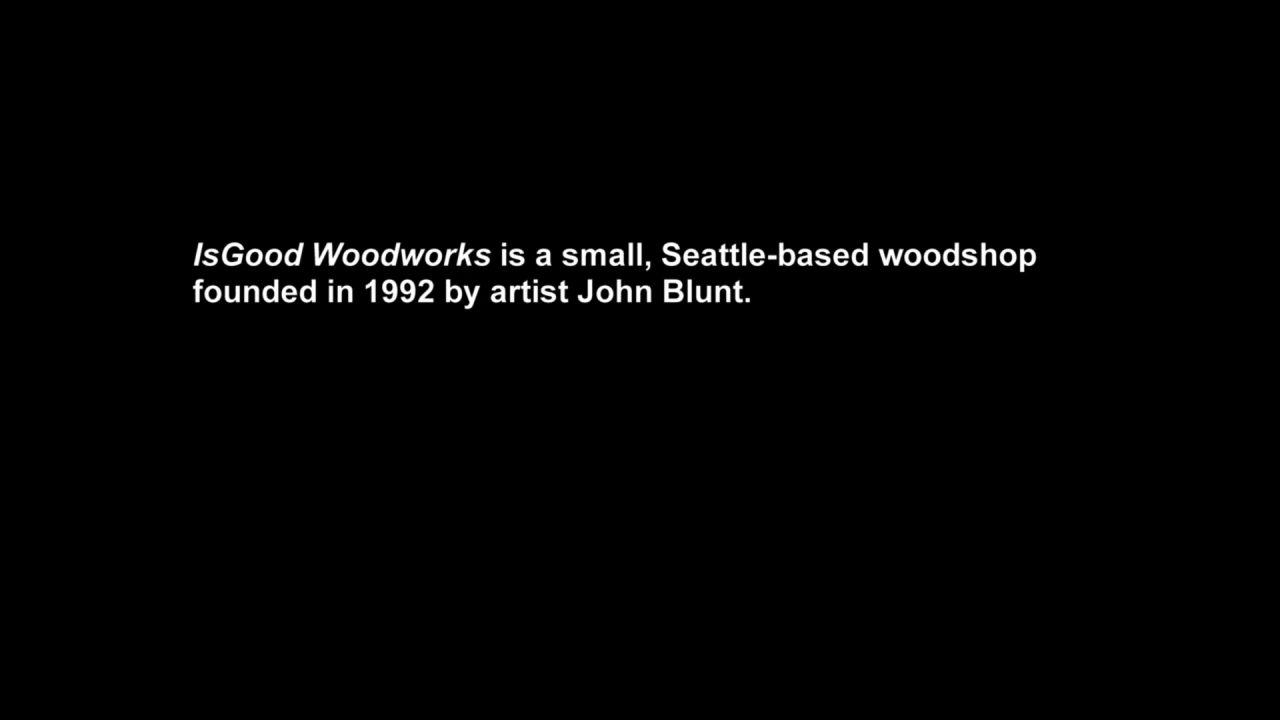 IsGood Woodworks is a small, Seattle-based woodshop
founded in 1992 by artist John Blunt.